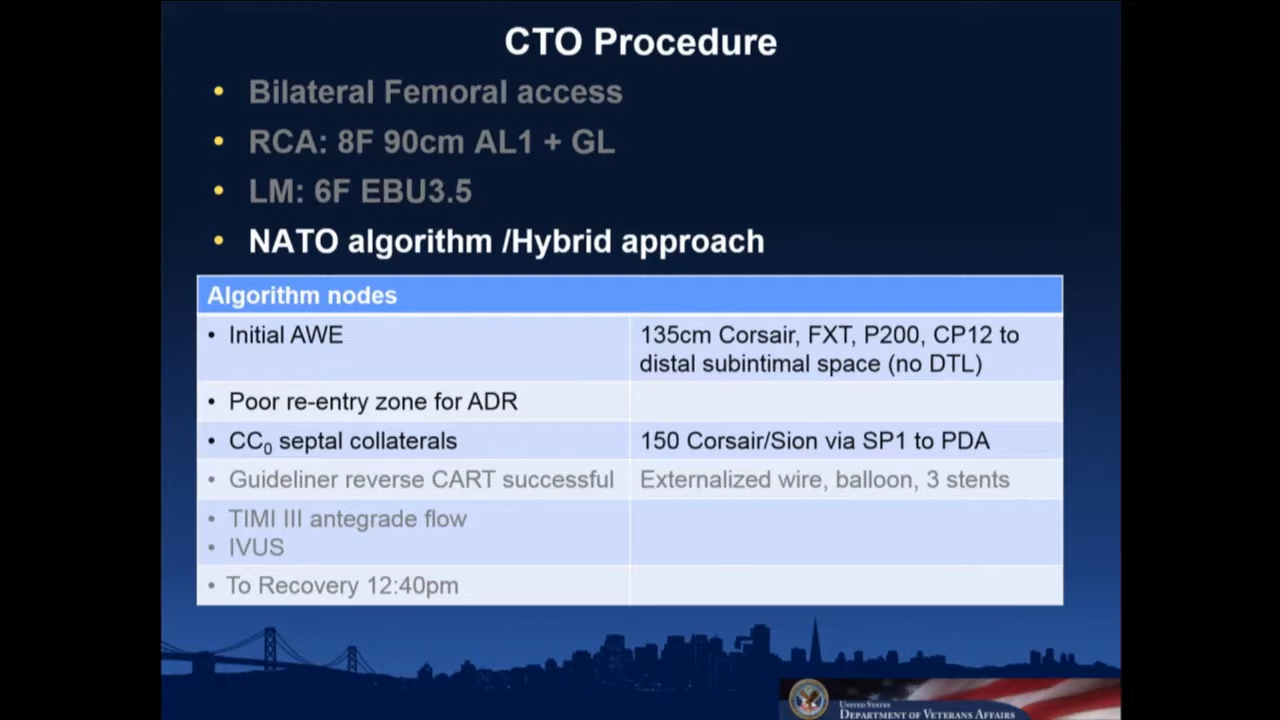 CTO Procedure
• Bilateral Femoral access
• RCA: 8F 90cm AL1 + GL
• LM: 6F EBU3.5
• NATO algorithm /Hybrid approach
Algorithm nodes
• Initial AWE
135cm Corsair, FXT, P200, CP12 to
distal subintimal space (no DTL)
• Poor re-entry zone for ADR
• CC₀ septal collaterals
150 Corsair/Sion via SP1 to PDA
• Guideliner reverse CART successful
Externalized wire, balloon, 3 stents
• TIMI III antegrade flow
• IVUS
• To Recovery 12:40pm
UNITED STATES
DEPARTMENT OF VETERANS AFFAIRS